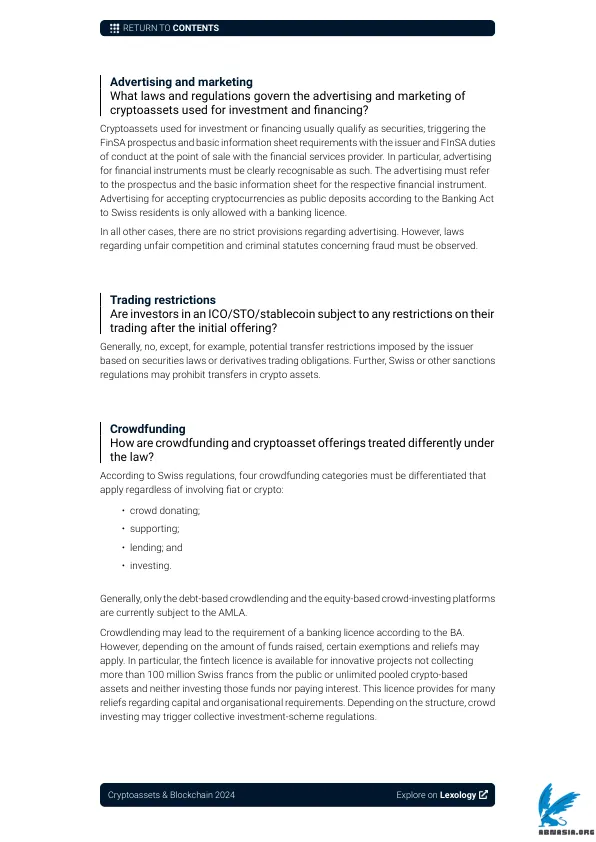 RETURN TO CONTENTS
Advertising and marketing
What laws and regulations govern the advertising and marketing of
cryptoassets used for investment and financing?
Cryptoassets used for investment or financing usually qualify as securities, triggering the
FinSA prospectus and basic information sheet requirements with the issuer and FInSA duties
of conduct at the point of sale with the financial services provider. In particular, advertising
for financial instruments must be clearly recognisable as such. The advertising must refer
to the prospectus and the basic information sheet for the respective financial instrument.
Advertising for accepting cryptocurrencies as public deposits according to the Banking Act
to Swiss residents is only allowed with a banking licence.
In all other cases, there are no strict provisions regarding advertising. However, laws
regarding unfair competition and criminal statutes concerning fraud must be observed.
Trading restrictions
Are investors in an ICO/STO/stablecoin subject to any restrictions on their
trading after the initial offering?
Generally, no, except, for example, potential transfer restrictions imposed by the issuer
based on securities laws or derivatives trading obligations. Further, Swiss or other sanctions
regulations may prohibit transfers in crypto assets.
Crowdfunding
How are crowdfunding and cryptoasset offerings treated differently under
the law?
According to Swiss regulations, four crowdfunding categories must be differentiated that
apply regardless of involving fiat or crypto:
• crowd donating;
• supporting;
• lending; and
• investing.
Generally, only the debt-based crowdlending and the equity-based crowd-investing platforms
are currently subject to the AMLA.
Crowdlending may lead to the requirement of a banking licence according to the BA.
However, depending on the amount of funds raised, certain exemptions and reliefs may
apply. In particular, the fintech licence is available for innovative projects not collecting
more than 100 million Swiss francs from the public or unlimited pooled crypto-based
assets and neither investing those funds nor paying interest. This licence provides for many
reliefs regarding capital and organisational requirements. Depending on the structure, crowd
investing may trigger collective investment-scheme regulations.
Cryptoassets & Blockchain 2024
Explore on Lexology
ABNASIA.ORG